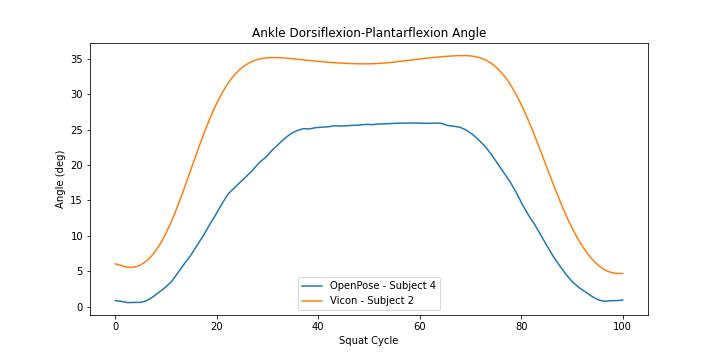 Ankle Dorsiflexion-Plantarflexion Angle
Angle (deg)
35
30
25
20
15
10
5
0
OpenPose - Subject 4
Vicon - Subject 2
0 20 40 60 80 100
Squat Cycle